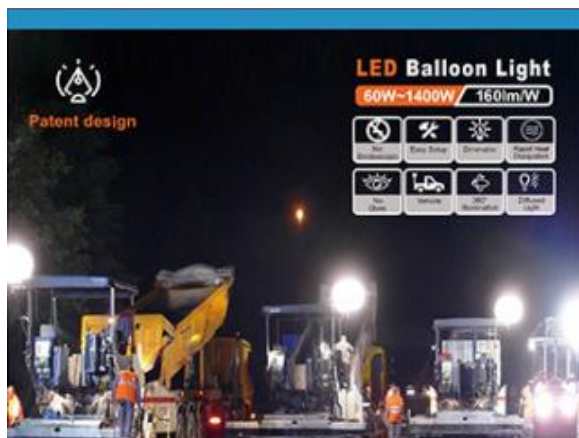 LED Balloon Light
60W~1400W 160lm/W
Patent design
No
Easy Setup
Dimmable
Rapid Heat
Dissipation
No
Glare
Vehicle
360°
Illumination
Diffused
Light